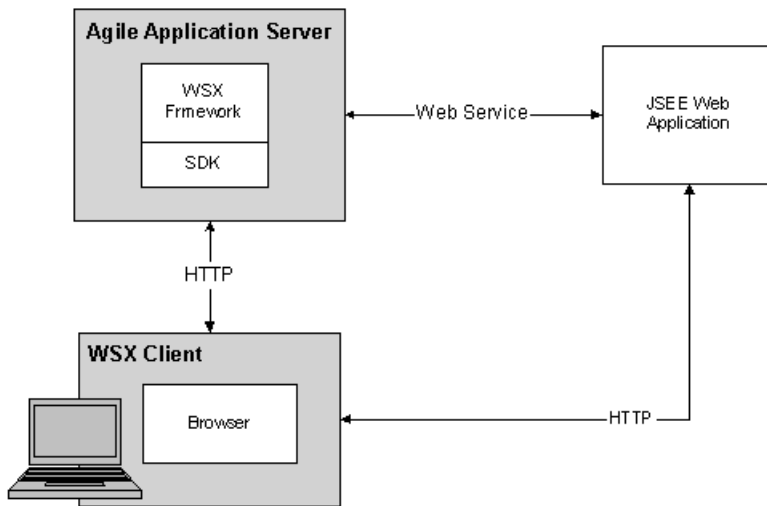 Agile Application Server
WSX
Frmework
SDK
Web Service
JSEE Web
Application
HTTP
WSX Client
Browser
HTTP